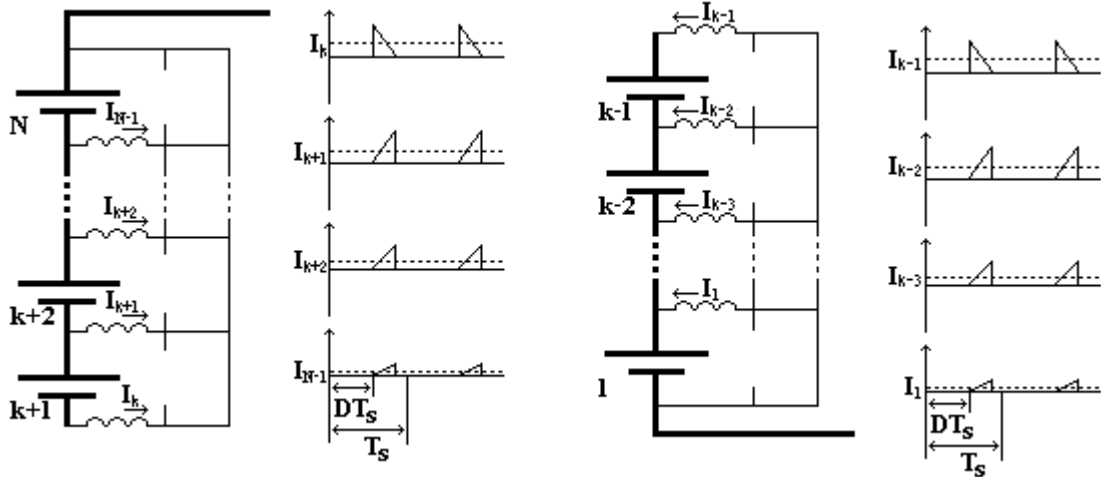 N
I_{N-1}
I_{k+2}
k+2
I_{k+1}
k+1
I_k
I_k
I_{k+1}
I_{k+2}
I_{N-1}
DT_S
T_S
I_{k-1}
k-1
I_{k-2}
k-2
I_{k-3}
I_1
1
I_{k-1}
I_{k-2}
I_{k-3}
I_1
DT_S
T_S